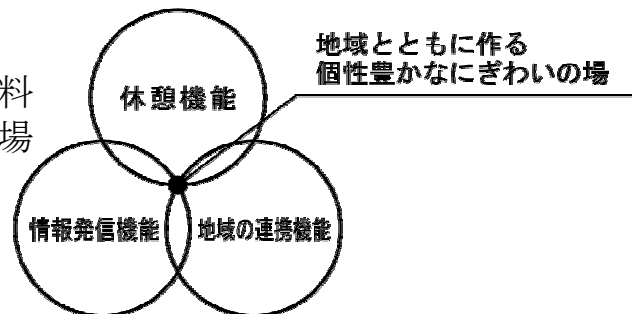 地域とともに作る
個性豊かなにぎわいの場
料
場
休憩機能
情報発信機能
地域の連携機能